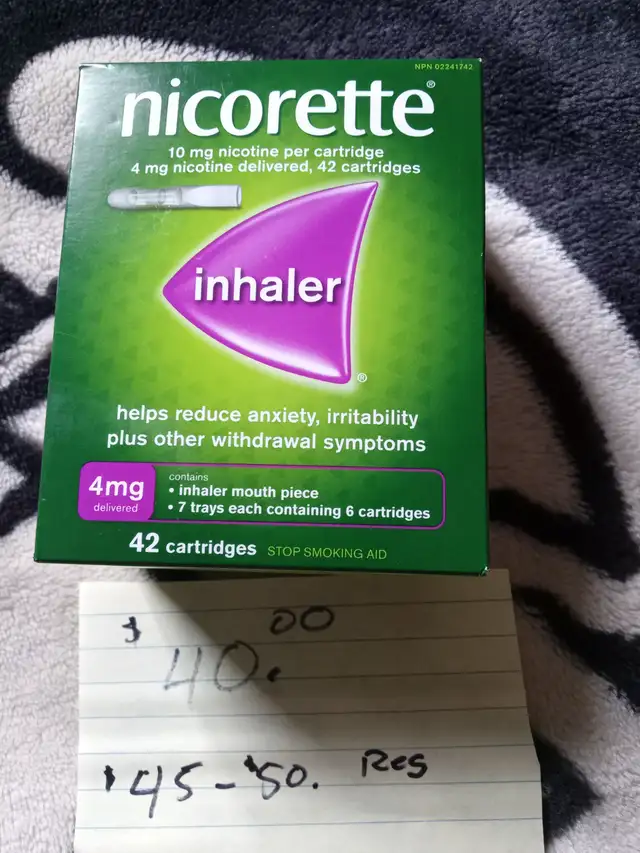 NPN 02241742
nicorette®
10 mg nicotine per cartridge
4 mg nicotine delivered, 42 cartridges
inhaler®
helps reduce anxiety, irritability
plus other withdrawal symptoms
4mg
delivered
contains
• inhaler mouth piece
• 7 trays each containing 6 cartridges
42 cartridges STOP SMOKING AID
$40.00
$45-$50. Reg